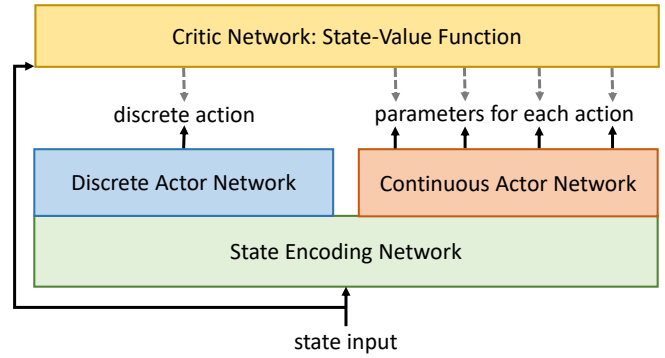 Critic Network: State-Value Function
discrete action
parameters for each action
Discrete Actor Network
Continuous Actor Network
State Encoding Network
state input